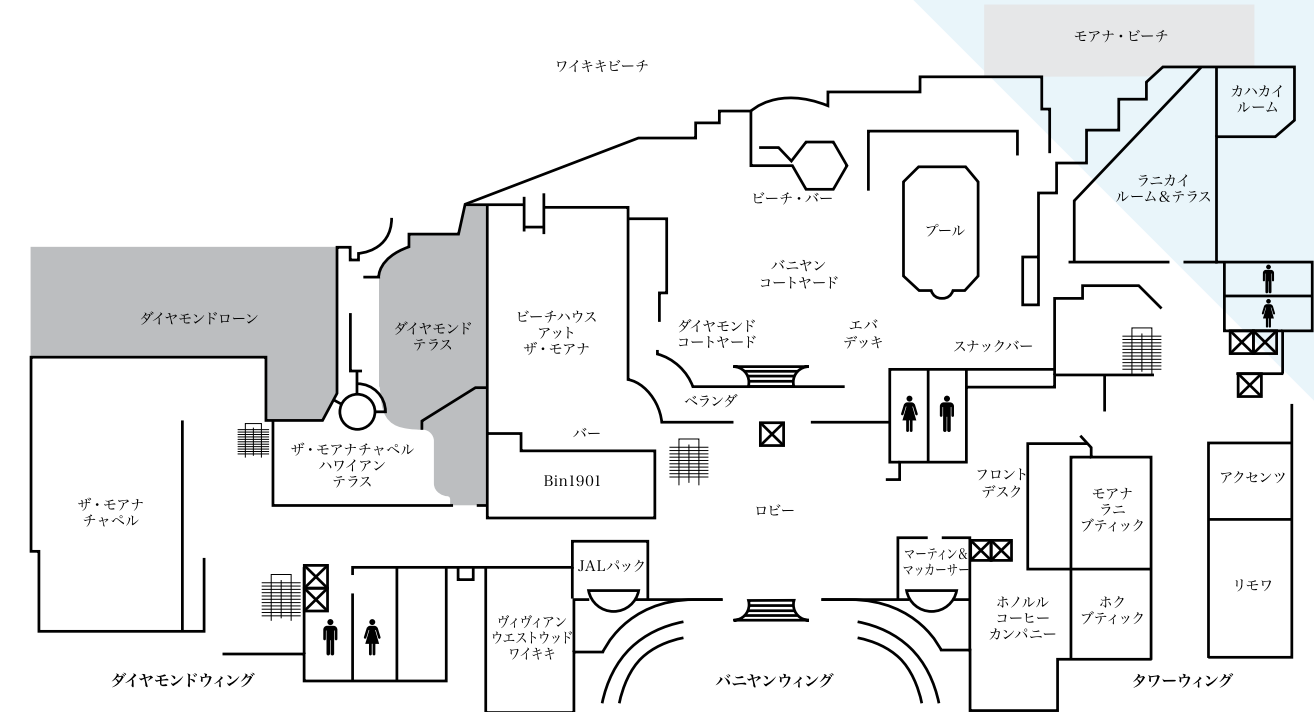 モアナ・ビーチ
ワイキキビーチ
カハカイ
ルーム
ラニカイ
ルーム&テラス
ビーチ・バー
プール
バニヤン
コートヤード
ダイヤモンドローン
ダイヤモンド
テラス
ビーチハウス
アット
ザ・モアナ
ダイヤモンド
コートヤード
エバ
デッキ
スナックバー
ベランダ
バー
ザ・モアナチャペル
ハワイアン
テラス
Bin1901
ザ・モアナ
チャペル
ロビー
フロント
デスク
モアナ
ラニ
ブティック
アクセンツ
JALパック
マーティン&
マッカーサー
ホノルル
コーヒー
カンパニー
ホク
ブティック
リモワ
ヴィヴィアン
ウエストウッド
ワイキキ
ダイヤモンドウィング
バニヤンウィング
タワーウィング